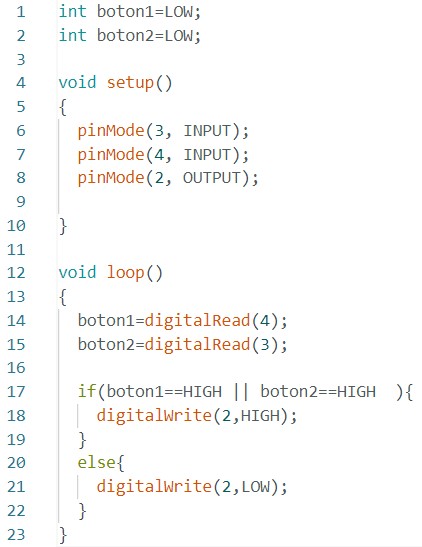 1 int boton1=LOW;
2 int boton2=LOW;
3
4 void setup()
5 {
6 pinMode(3, INPUT);
7 pinMode(4, INPUT);
8 pinMode(2, OUTPUT);
9
10 }
11
12 void loop()
13 {
14 boton1=digitalRead(4);
15 boton2=digitalRead(3);
16
17 if(boton1==HIGH || boton2==HIGH  ){
18 digitalWrite(2,HIGH);
19 }
20 else{
21 digitalWrite(2,LOW);
22 }
23 }